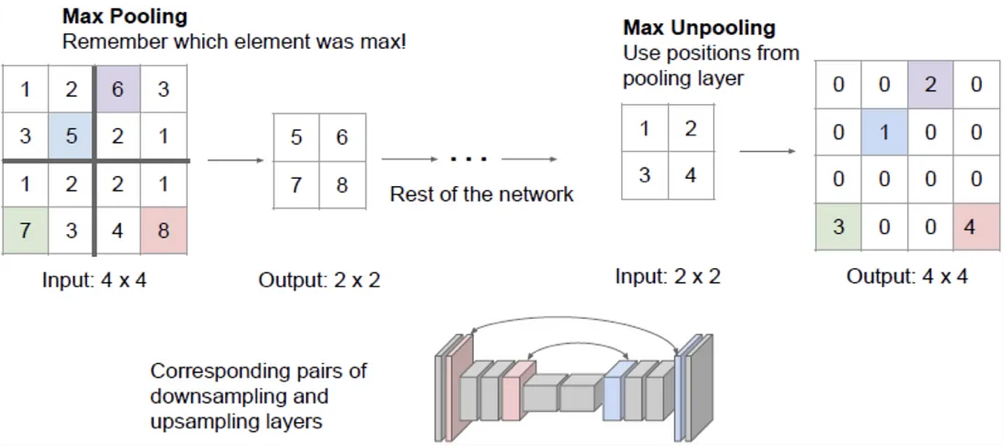 Max Pooling
Remember which element was max!
1 2 6 3
3 5 2 1
1 2 2 1
7 3 4 8
Input: 4 x 4
5 6
7 8
Output: 2 x 2
. . .
Rest of the network
Max Unpooling
Use positions from
pooling layer
1 2
3 4
Input: 2 x 2
0 0 2 0
0 1 0 0
0 0 0 0
3 0 0 4
Output: 4 x 4
Corresponding pairs of
downsampling and
upsampling layers